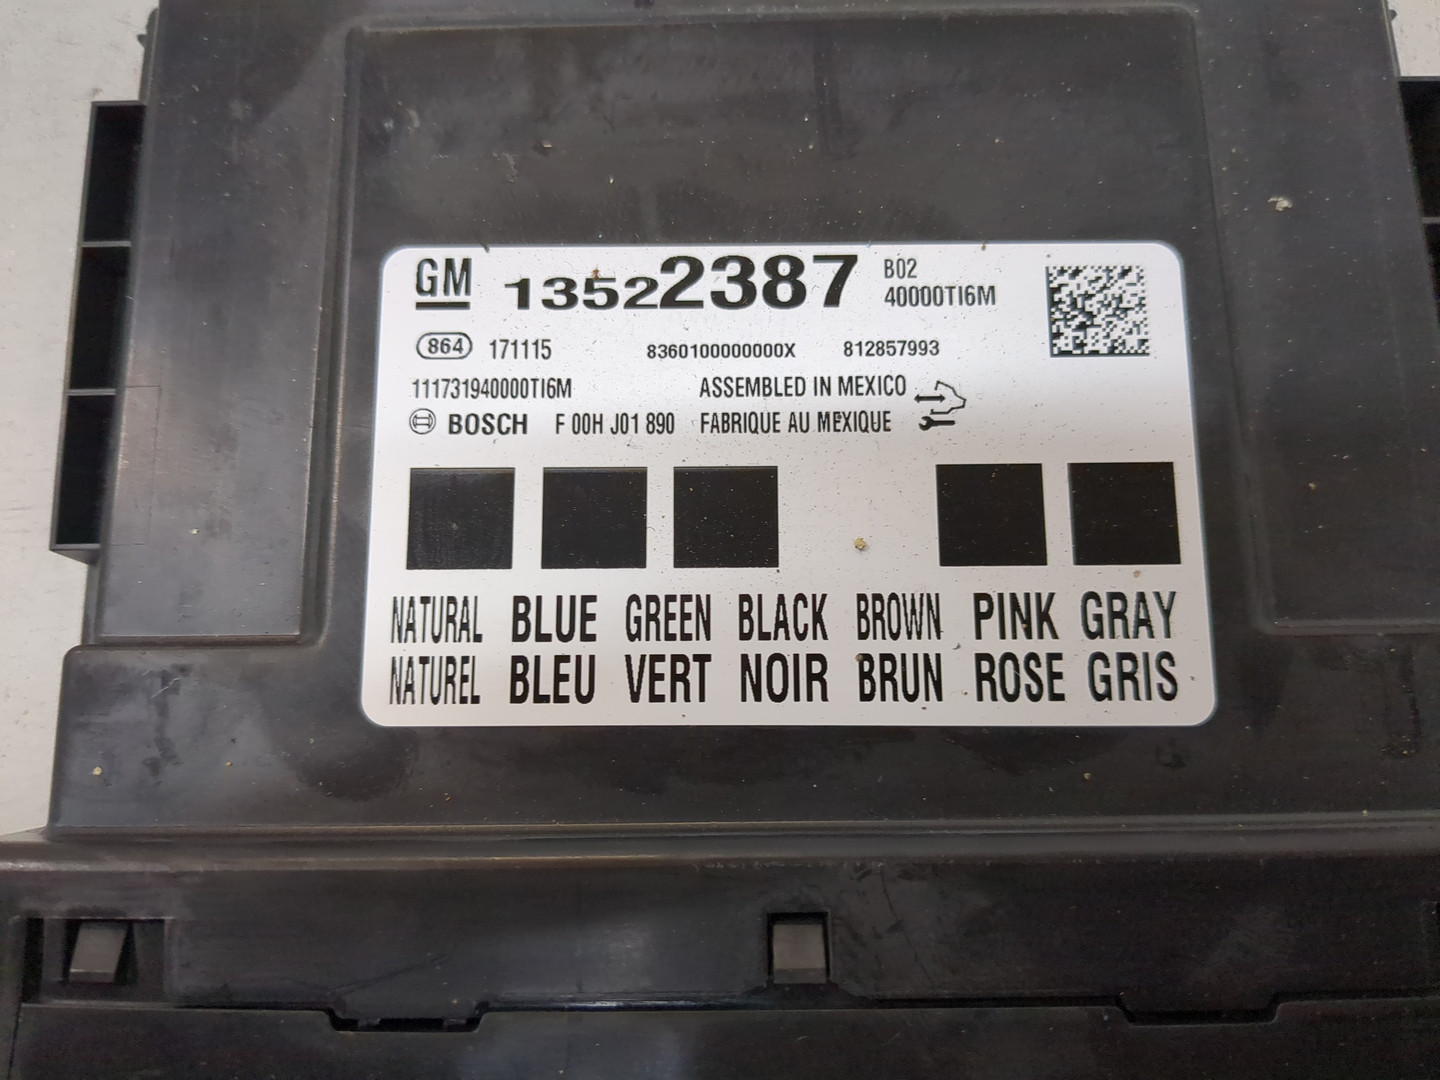 GM 13522387 B02
40000TI6M
864 171115 8360100000000X 812857993
111731940000TI6M ASSEMBLED IN MEXICO
BOSCH F 00H J01 890 FABRIQUE AU MEXIQUE
NATURAL BLUE GREEN BLACK BROWN PINK GRAY
NATUREL BLEU VERT NOIR BRUN ROSE GRIS